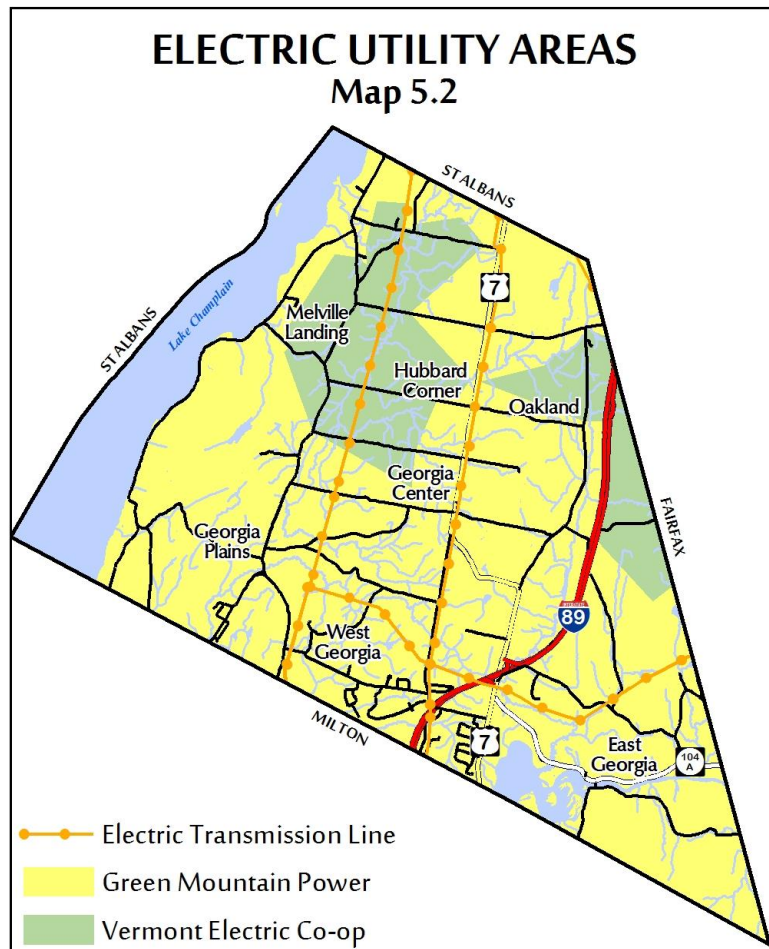 ELECTRIC UTILITY AREAS
Map 5.2
ST ALBANS
7
ST ALBANS
Lake Champlain
Melville
Landing
Hubbard
Corner
Oakland
Georgia
Center
FAIRFAX
Georgia
Plains
89
West
Georgia
MILTON
7
East
Georgia
104
A
Electric Transmission Line
Green Mountain Power
Vermont Electric Co-op